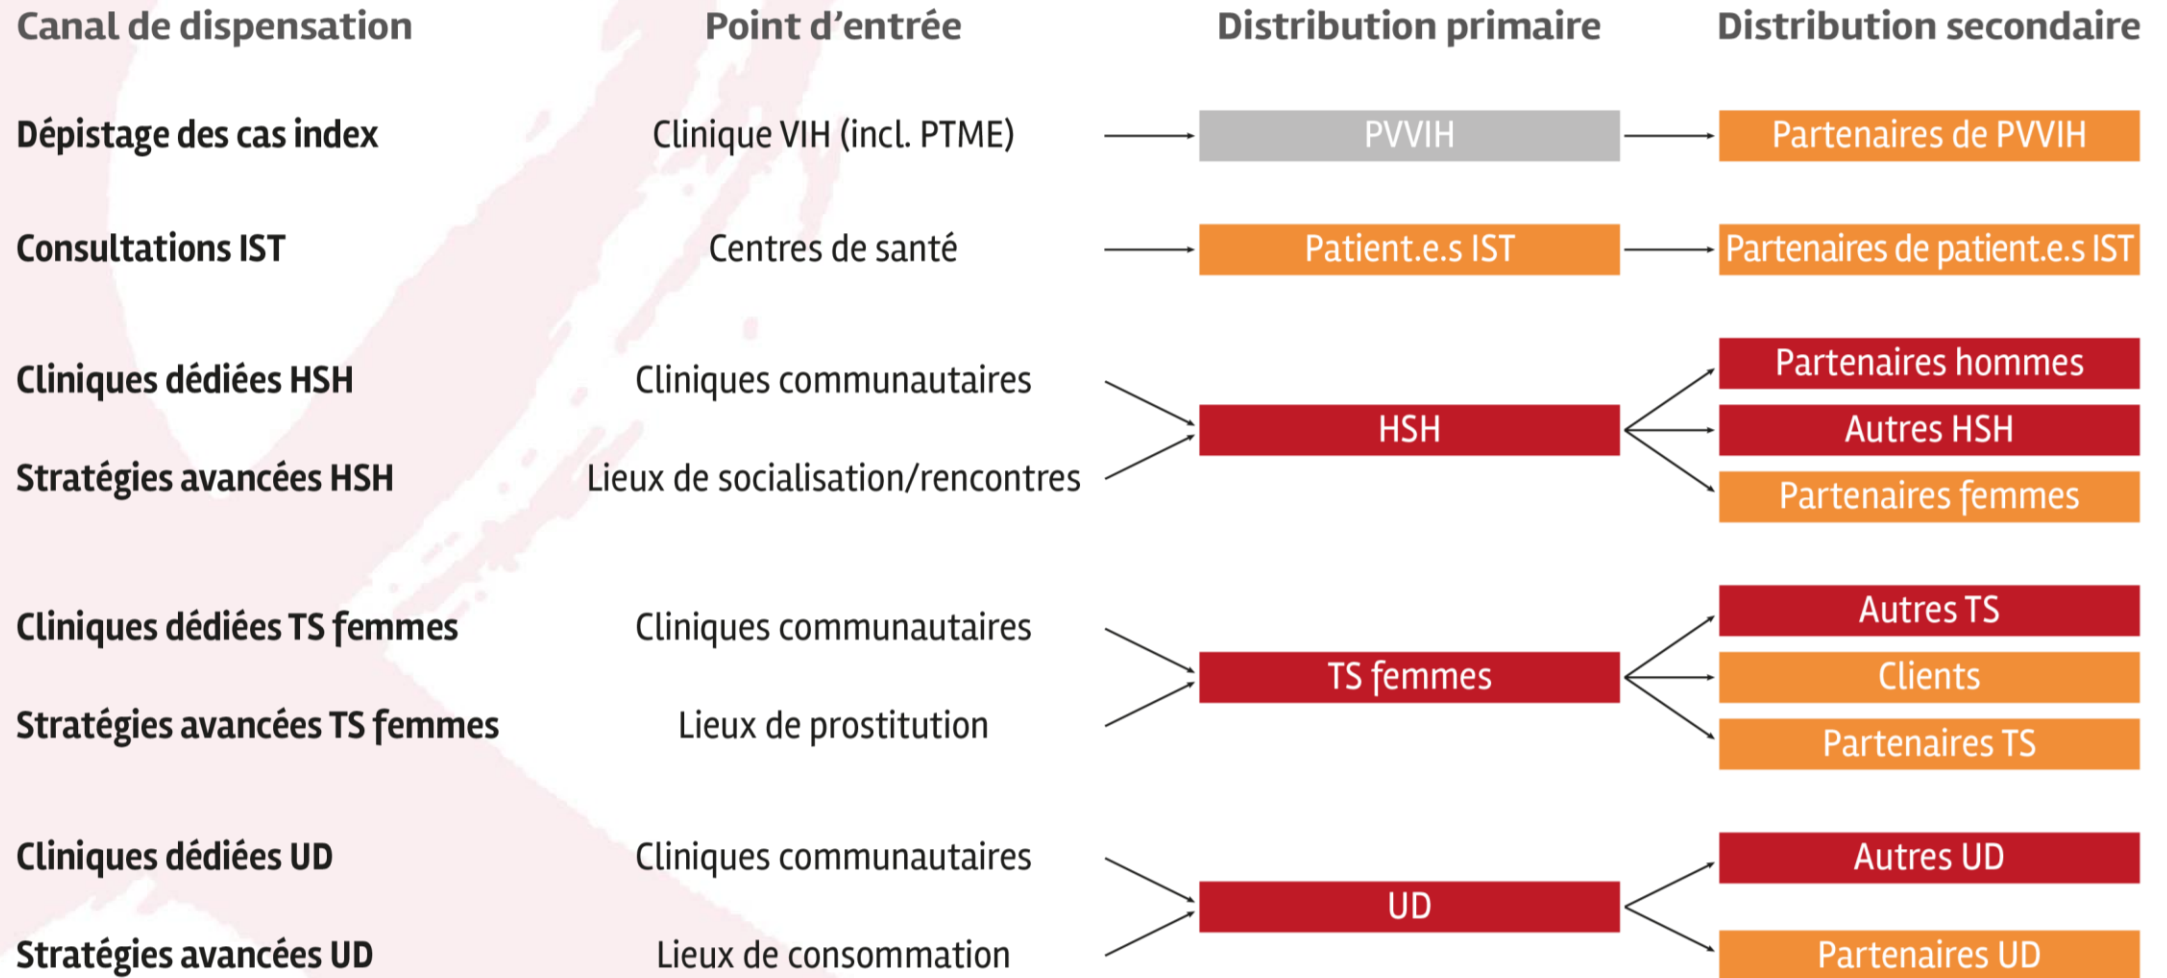 Canal de dispensation
Point d’entrée
Distribution primaire
Distribution secondaire
Dépistage des cas index
Clinique VIH (incl. PTME)
PVVIH
Partenaires de PVVIH
Consultations IST
Centres de santé
Patient.e.s IST
Partenaires de patient.e.s IST
Cliniques dédiées HSH
Cliniques communautaires
Stratégies avancées HSH
Lieux de socialisation/rencontres
HSH
Partenaires hommes
Autres HSH
Partenaires femmes
Cliniques dédiées TS femmes
Cliniques communautaires
Stratégies avancées TS femmes
Lieux de prostitution
TS femmes
Autres TS
Clients
Partenaires TS
Cliniques dédiées UD
Cliniques communautaires
Stratégies avancées UD
Lieux de consommation
UD
Autres UD
Partenaires UD